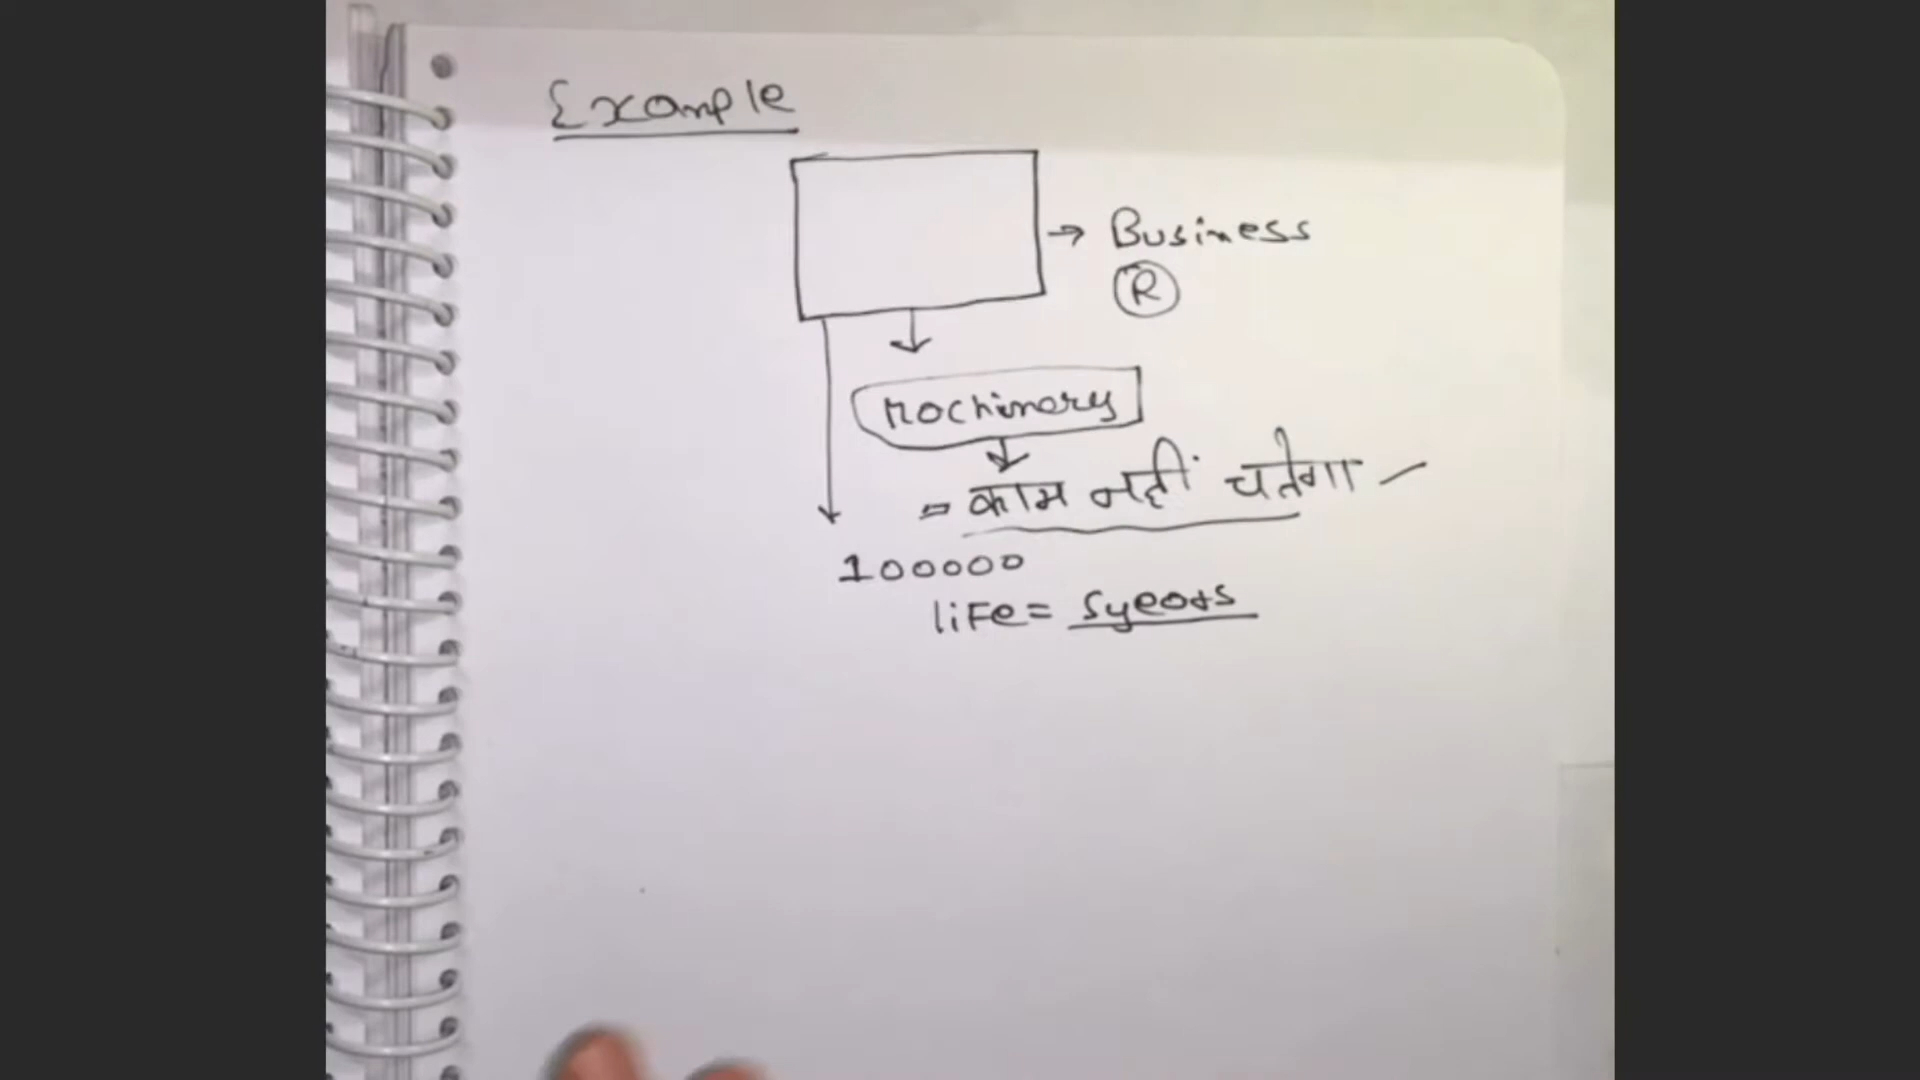 Example
→ Business
R
Machinery
= काम नहीं चलेगा -
100000
life = 5years